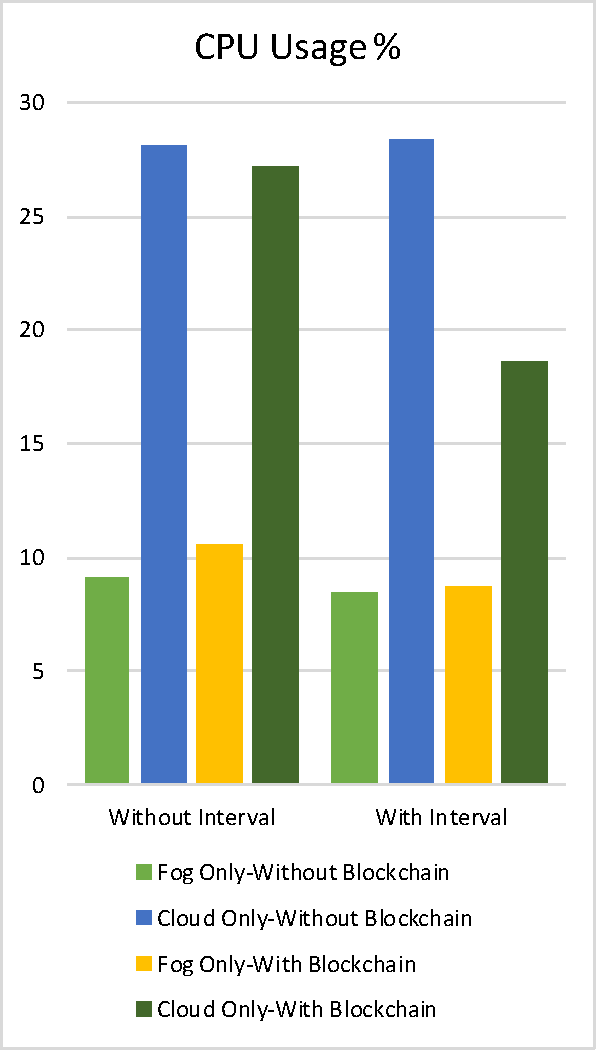 CPU Usage %
30
25
20
15
10
5
0
Without Interval
With Interval
Fog Only-Without Blockchain
Cloud Only-Without Blockchain
Fog Only-With Blockchain
Cloud Only-With Blockchain